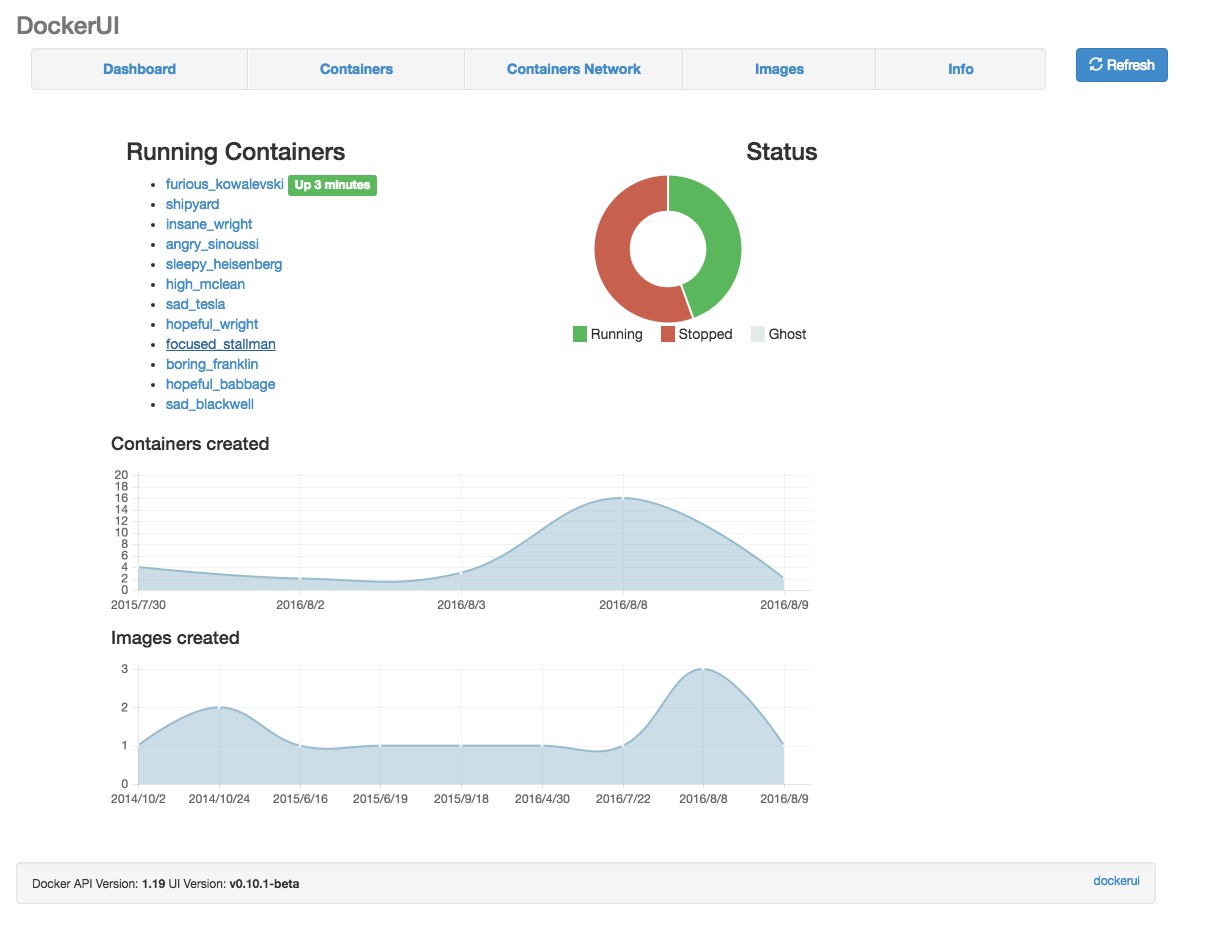 DockerUI
Dashboard Containers Containers Network Images Info Refresh
Running Containers
furious_kowalevski Up 3 minutes
shipyard
insane_wright
angry_sinoussi
sleepy_heisenberg
high_mclean
sad_tesla
hopeful_wright
focused_stallman
boring_franklin
hopeful_babbage
sad_blackwell
Status
Running Stopped Ghost
Containers created
20
18
16
14
12
10
8
6
4
2
0
2015/7/30 2016/8/2 2016/8/3 2016/8/8 2016/8/9
Images created
3
2
1
0
2014/10/2 2014/10/24 2015/6/16 2015/6/19 2015/9/18 2016/4/30 2016/7/22 2016/8/8 2016/8/9
Docker API Version: 1.19 UI Version: v0.10.1-beta dockerui